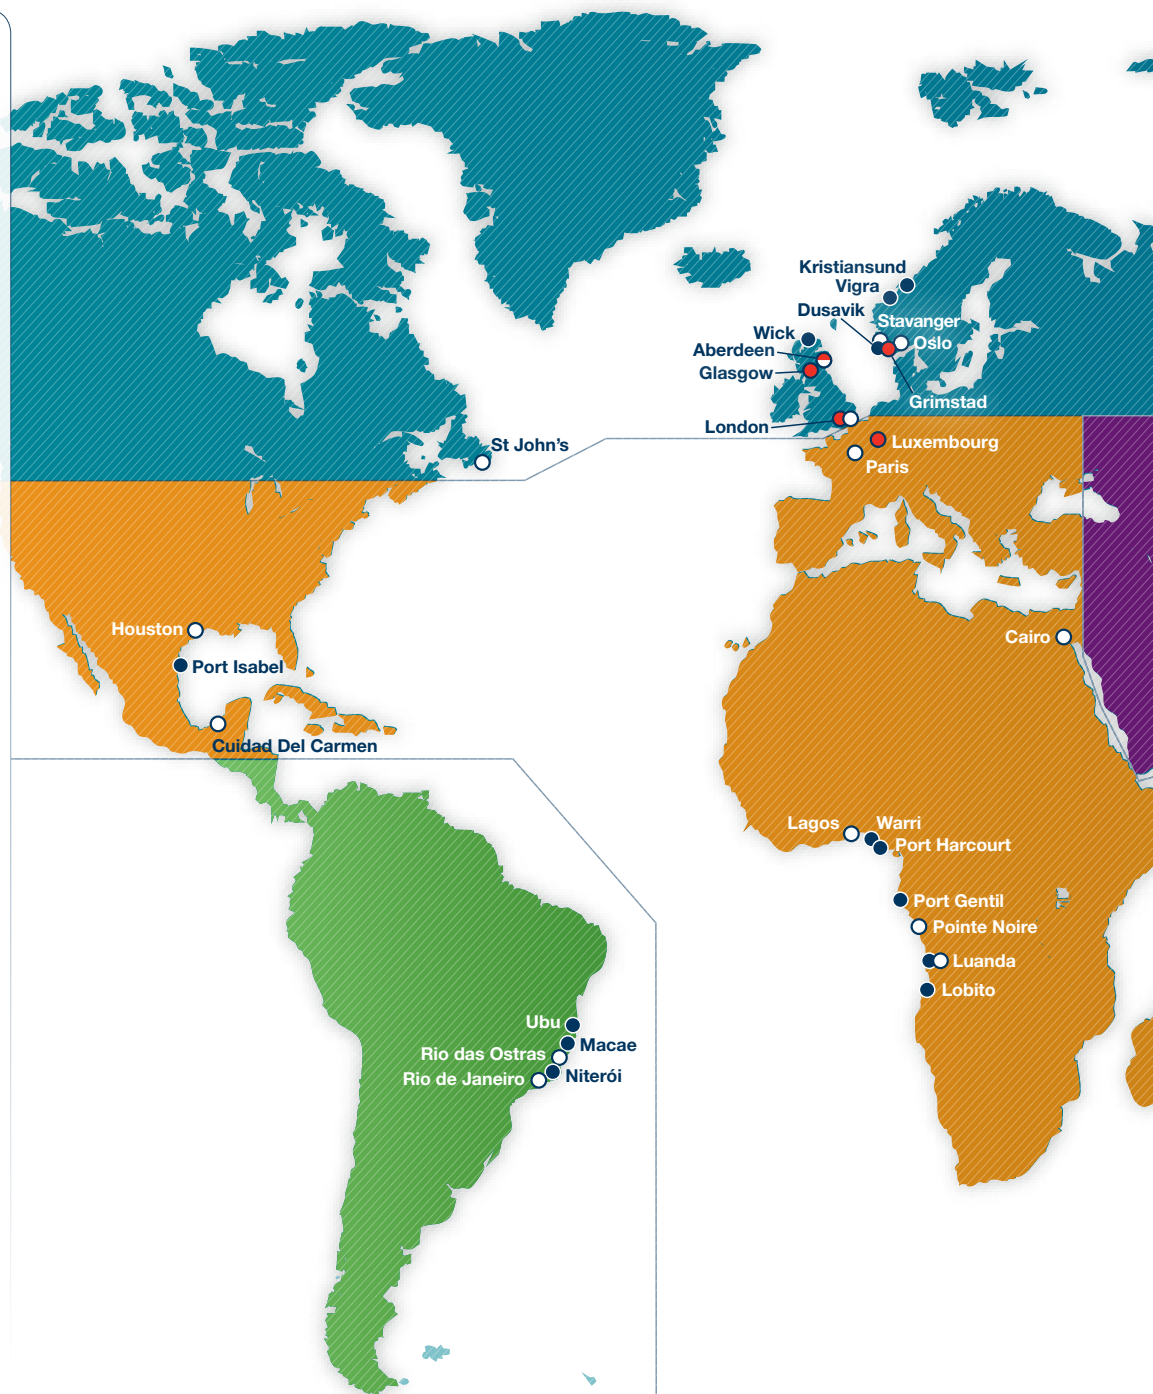 Kristiansund
Vigra
Dusavik
Stavanger
Wick
Oslo
Aberdeen
Glasgow
Grimstad
London
St John's
Luxembourg
Paris
Houston
Cairo
Port Isabel
Cuidad Del Carmen
Lagos
Warri
Port Harcourt
Port Gentil
Pointe Noire
Luanda
Lobito
Ubu
Macae
Rio das Ostras
Rio de Janeiro
Niterói